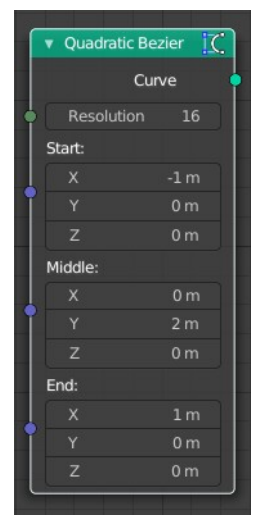 Quadratic Bezier
Curve
Resolution 16
Start:
X -1 m
Y 0 m
Z 0 m
Middle:
X 0 m
Y 2 m
Z 0 m
End:
X 1 m
Y 0 m
Z 0 m